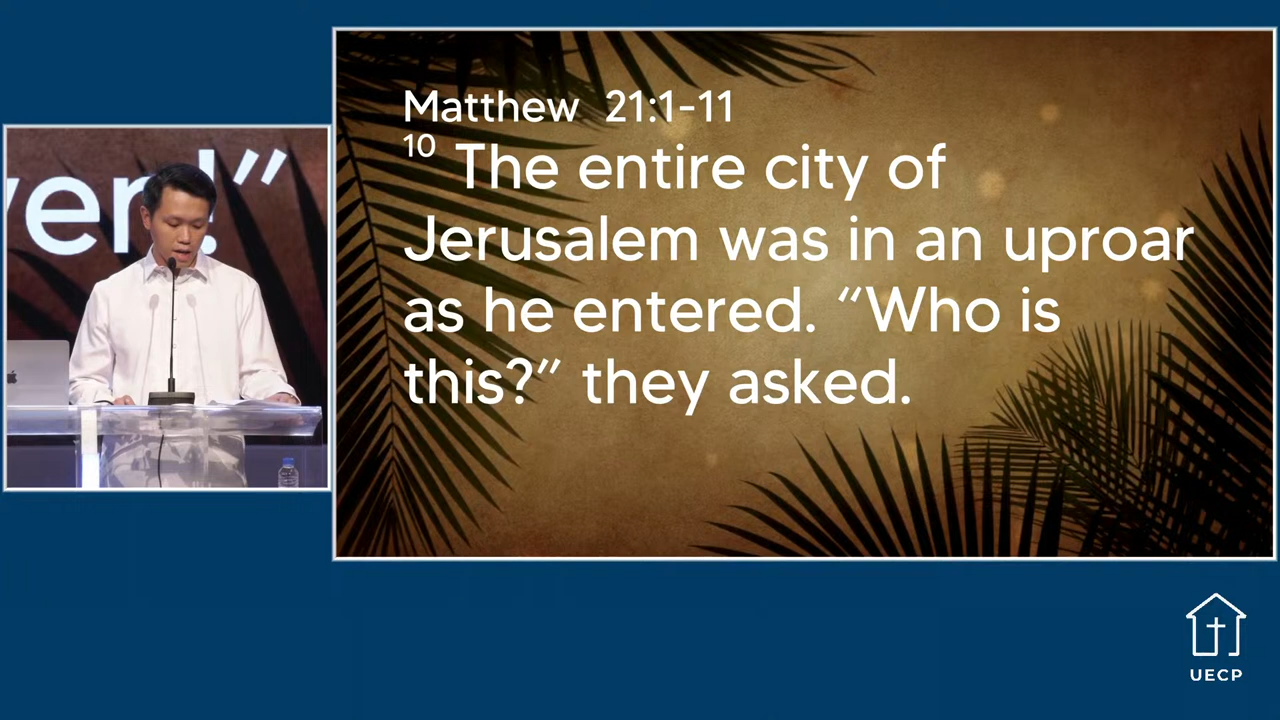 Matthew 21:1-11
10 The entire city of
Jerusalem was in an uproar
as he entered. “Who is
this?” they asked.
UECP